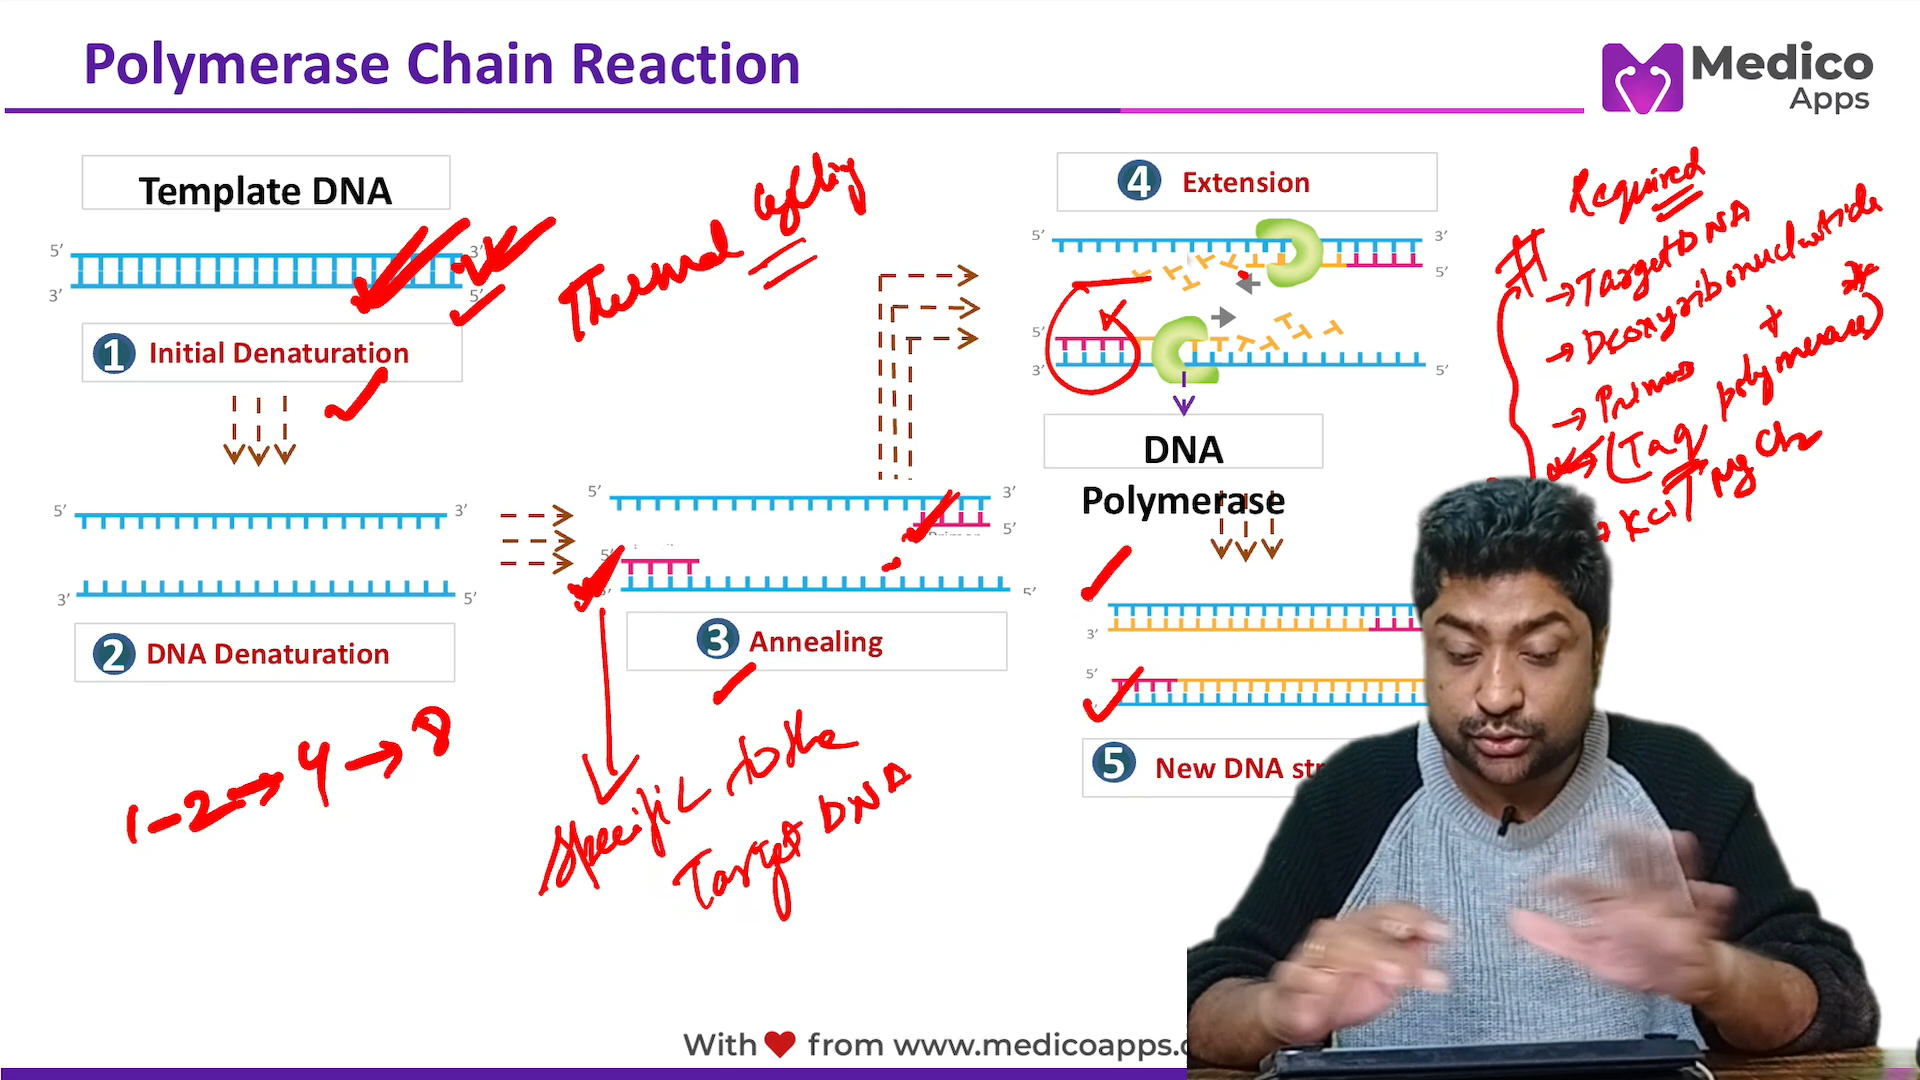 Polymerase Chain Reaction
Medico
Apps
Template DNA
5’
3’
3’
5’
1 Initial Denaturation
5’
3’
3’
5’
2 DNA Denaturation
1-2→4→8
Thermal cycling
5’
3’
5’
5’
5’
3 Annealing
Specific to the
Target DNA
4 Extension
5’
3’
5’
5’
3’
5’
DNA
Polymerase
3’
5’
5 New DNA str
Required
→Target DNA
→Deoxyribonucleotide
→Primers +
(Taq polymerase)
KCl / MgCl2
With ❤ from www.medicoapps.